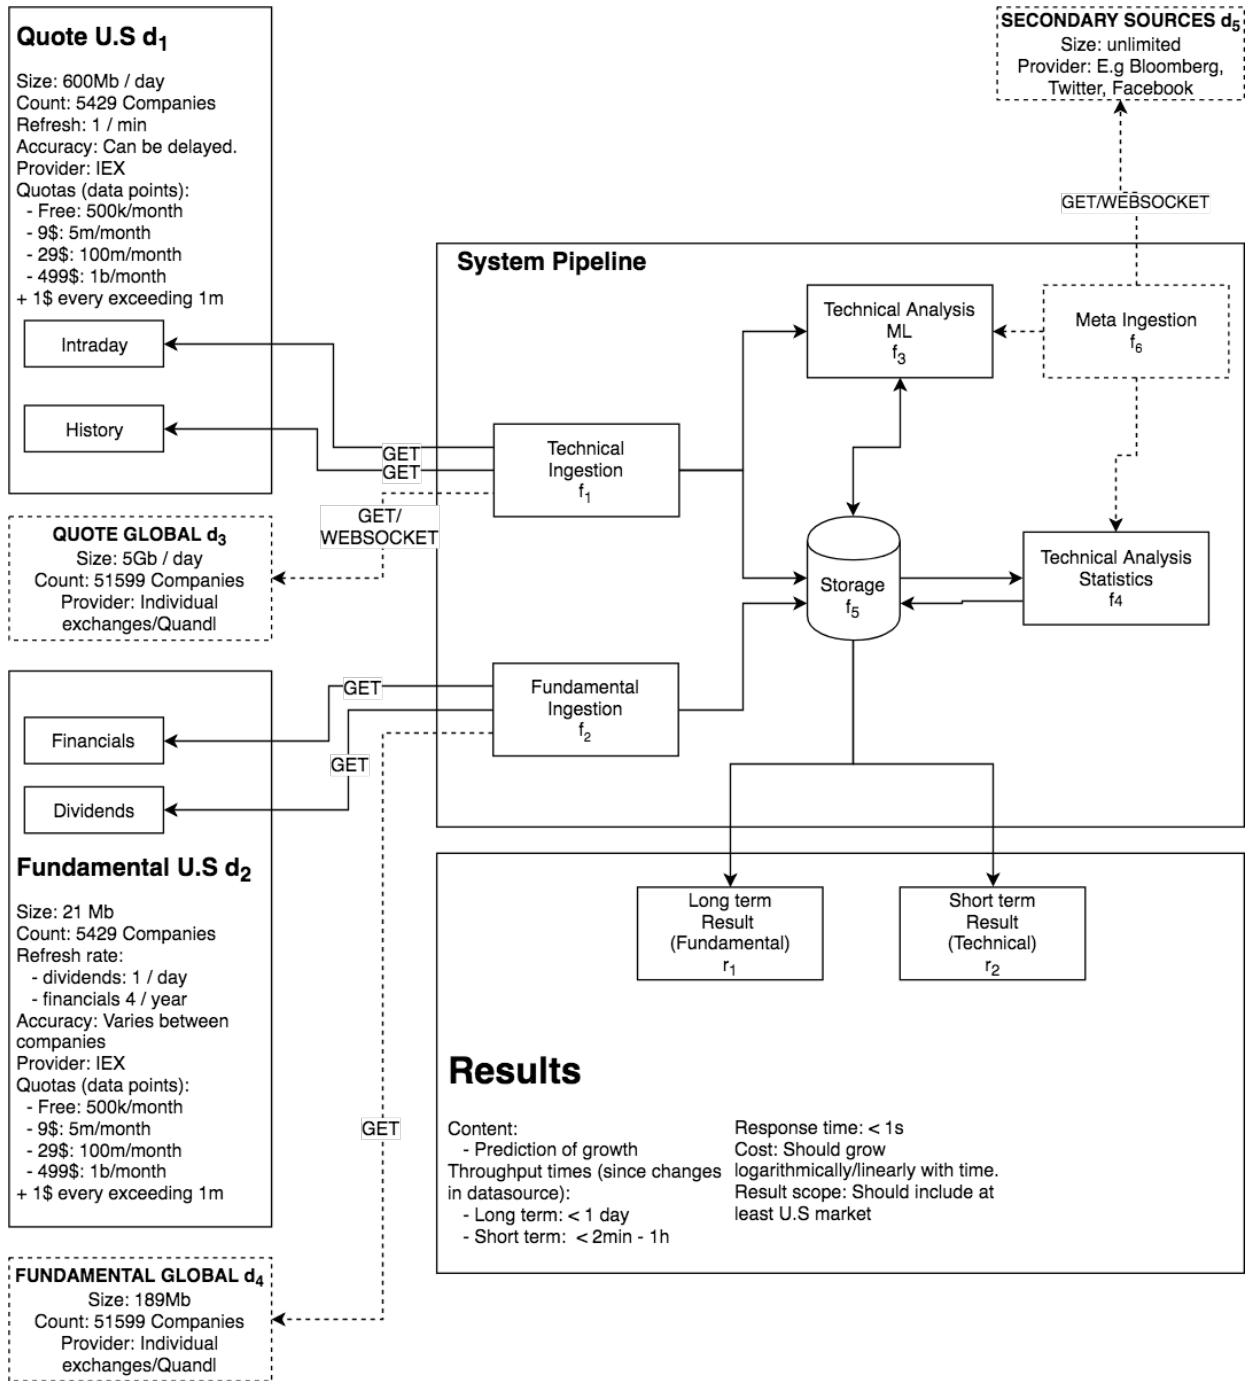 Quote U.S d1
Size: 600Mb / day
Count: 5429 Companies
Refresh: 1 / min
Accuracy: Can be delayed.
Provider: IEX
Quotas (data points):
- Free: 500k/month
- 9$: 5m/month
- 29$: 100m/month
- 499$: 1b/month
+ 1$ every exceeding 1m
Intraday
History
QUOTE GLOBAL d3
Size: 5Gb / day
Count: 51599 Companies
Provider: Individual
exchanges/Quandl
Financials
Dividends
Fundamental U.S d2
Size: 21 Mb
Count: 5429 Companies
Refresh rate:
- dividends: 1 / day
- financials 4 / year
Accuracy: Varies between
companies
Provider: IEX
Quotas (data points):
- Free: 500k/month
- 9$: 5m/month
- 29$: 100m/month
- 499$: 1b/month
+ 1$ every exceeding 1m
FUNDAMENTAL GLOBAL d4
Size: 189Mb
Count: 51599 Companies
Provider: Individual
exchanges/Quandl
GET
GET
GET/
WEBSOCKET
GET
GET
GET
SECONDARY SOURCES d5
Size: unlimited
Provider: E.g Bloomberg,
Twitter, Facebook
GET/WEBSOCKET
System Pipeline
Technical Analysis
ML
f3
Meta Ingestion
f6
Technical
Ingestion
f1
Storage
f5
Technical Analysis
Statistics
f4
Fundamental
Ingestion
f2
Long term
Result
(Fundamental)
r1
Short term
Result
(Technical)
r2
Results
Content:
- Prediction of growth
Throughput times (since changes
in datasource):
- Long term: < 1 day
- Short term: < 2min - 1h
Response time: < 1s
Cost: Should grow
logarithmically/linearly with time.
Result scope: Should include at
least U.S market